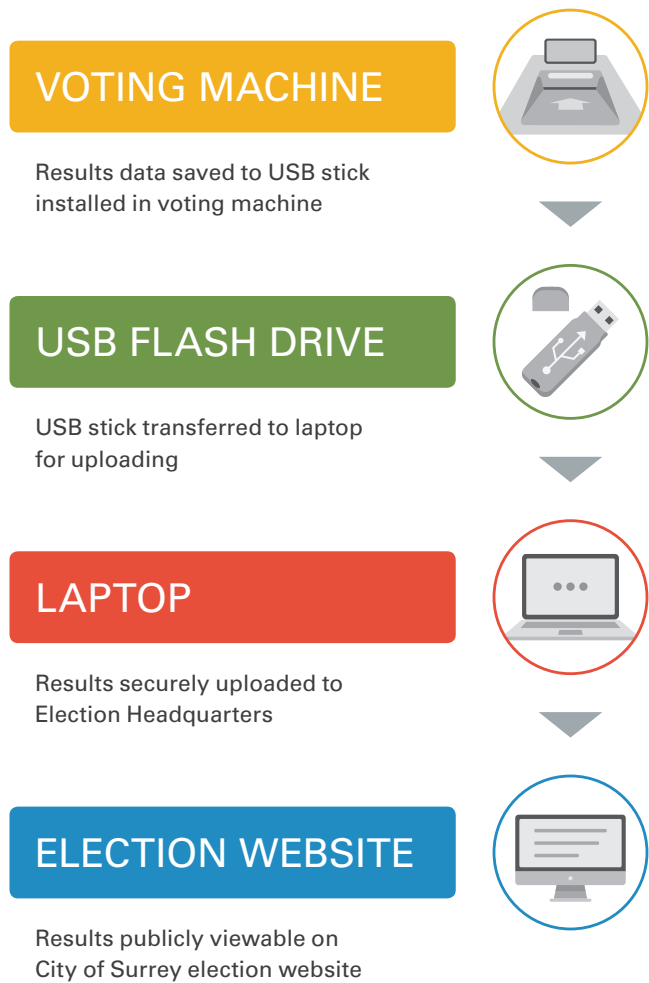 VOTING MACHINE
Results data saved to USB stick
installed in voting machine
USB FLASH DRIVE
USB stick transferred to laptop
for uploading
LAPTOP
Results securely uploaded to
Election Headquarters
ELECTION WEBSITE
Results publicly viewable on
City of Surrey election website